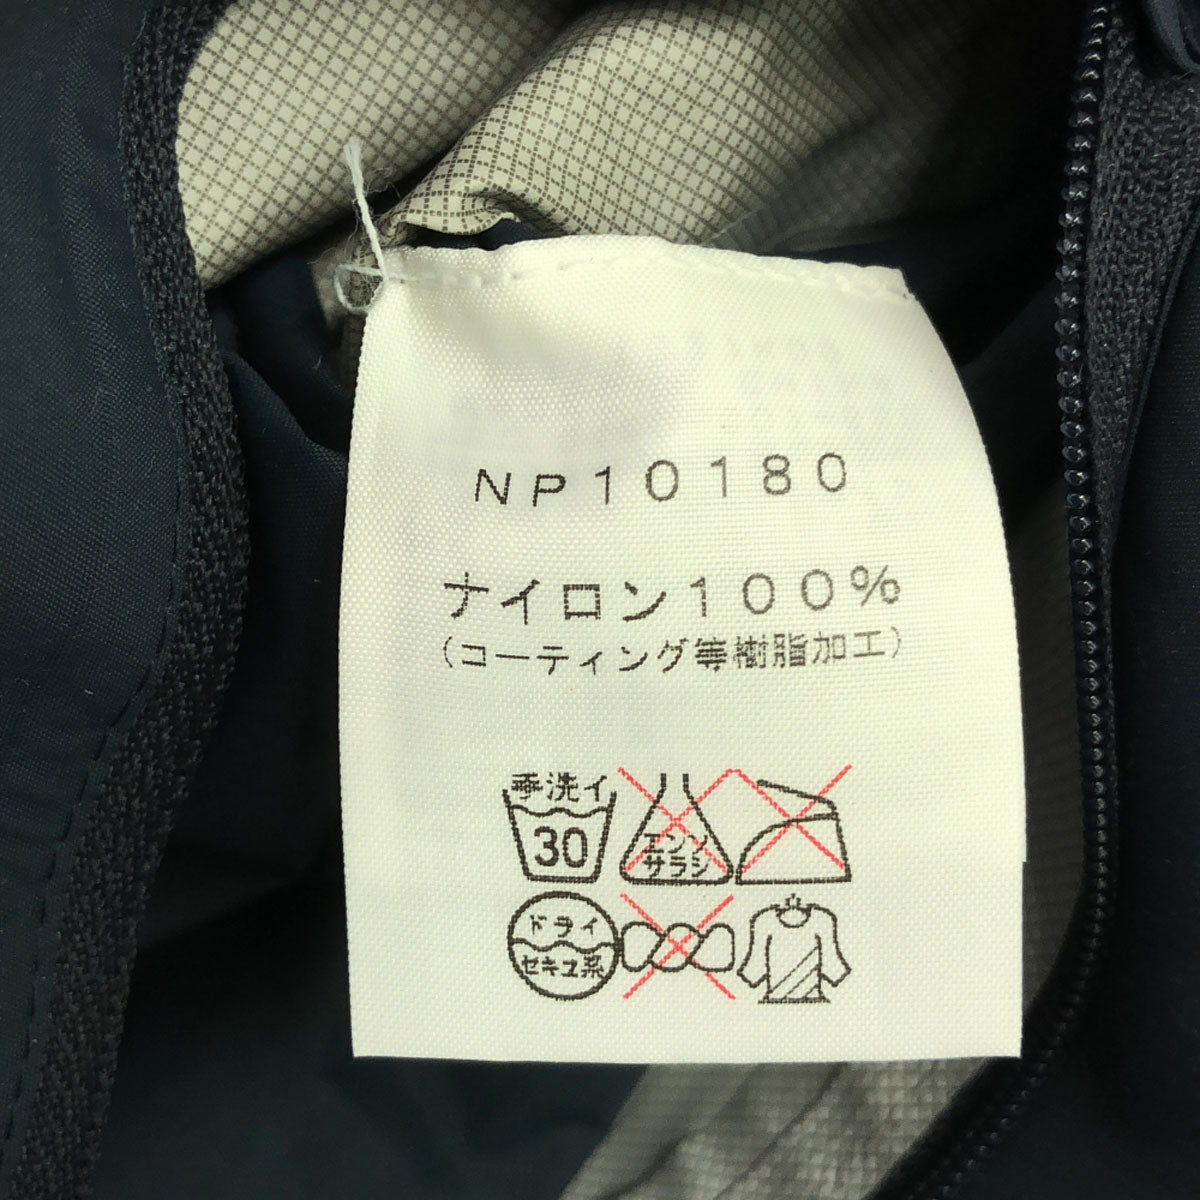 NP10180
ナイロン100%
(コーティング等樹脂加工)
手洗イ
30
エンソ
サラシ
ドライ
セキユ系